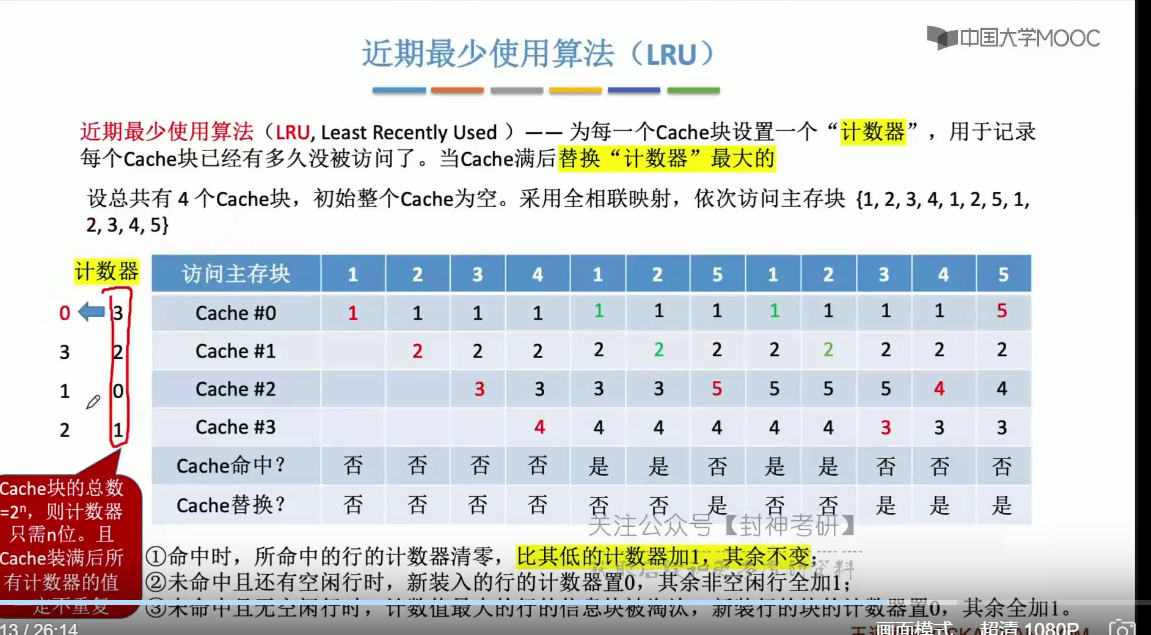 近期最少使用算法（LRU）
中国大学MOOC
近期最少使用算法（LRU, Least Recently Used ）—— 为每一个Cache块设置一个“计数器”，用于记录
每个Cache块已经有多久没被访问了。当Cache满后替换“计数器”最大的
设总共有 4 个Cache块，初始整个Cache为空。采用全相联映射，依次访问主存块 {1, 2, 3, 4, 1, 2, 5, 1,
2, 3, 4, 5}
计数器 访问主存块 1 2 3 4 1 2 5 1 2 3 4 5
0 3 Cache #0 1 1 1 1 1 1 1 1 1 1 1 5
3 2 Cache #1 2 2 2 2 2 2 2 2 2 2 2
1 0 Cache #2 3 3 3 3 5 5 5 5 4 4
2 1 Cache #3 4 4 4 4 4 4 3 3 3
Cache命中？ 否 否 否 否 是 是 否 是 是 否 否 否
Cache替换？ 否 否 否 否 否 否 是 否 否 是 是 是
Cache块的总数
=2ⁿ，则计数器
只需n位。且
Cache装满后所
有计数器的值
一定不重复
关注公众号【封神考研】
①命中时，所命中的行的计数器清零，比其低的计数器加1，其余不变；
②未命中且还有空闲行时，新装入的行的计数器置0，其余非空闲行全加1；
③未命中且无空闲行时，计数值最大的行的信息块被淘汰，新装行的块的计数器置0，其余全加1。
13 / 26:14
画面模式 超清 1080P